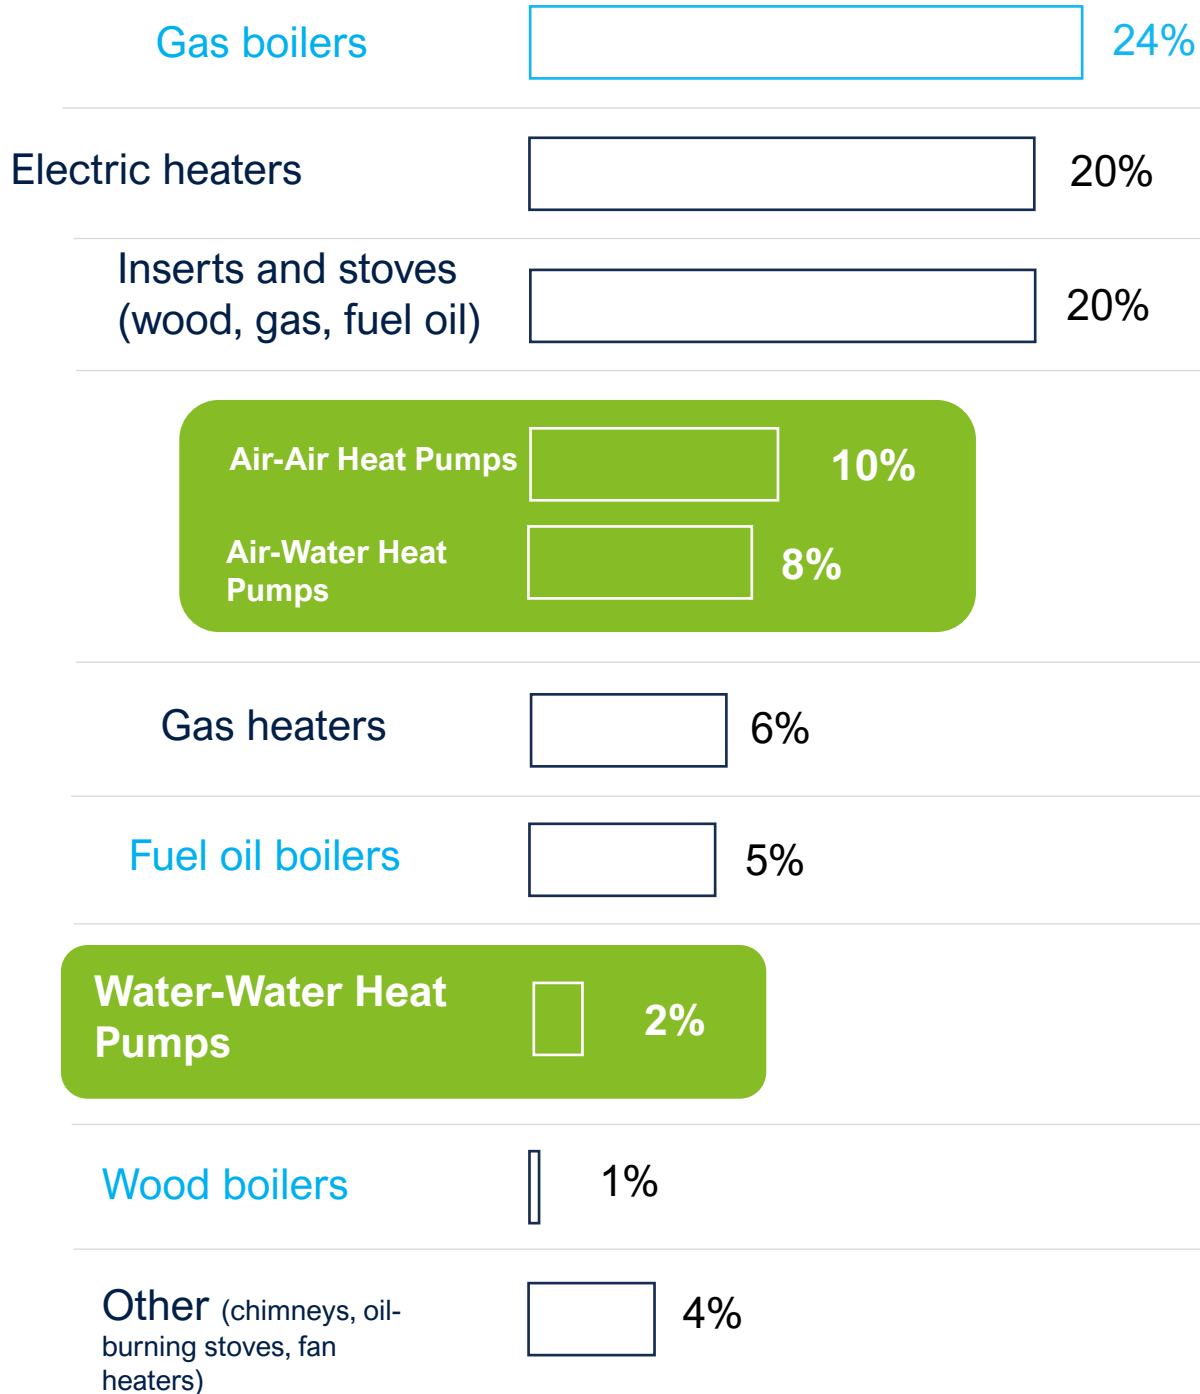 Gas boilers 24%
Electric heaters 20%
Inserts and stoves
(wood, gas, fuel oil) 20%
Air-Air Heat Pumps 10%
Air-Water Heat
Pumps 8%
Gas heaters 6%
Fuel oil boilers 5%
Water-Water Heat
Pumps 2%
Wood boilers 1%
Other (chimneys, oil-
burning stoves, fan
heaters) 4%